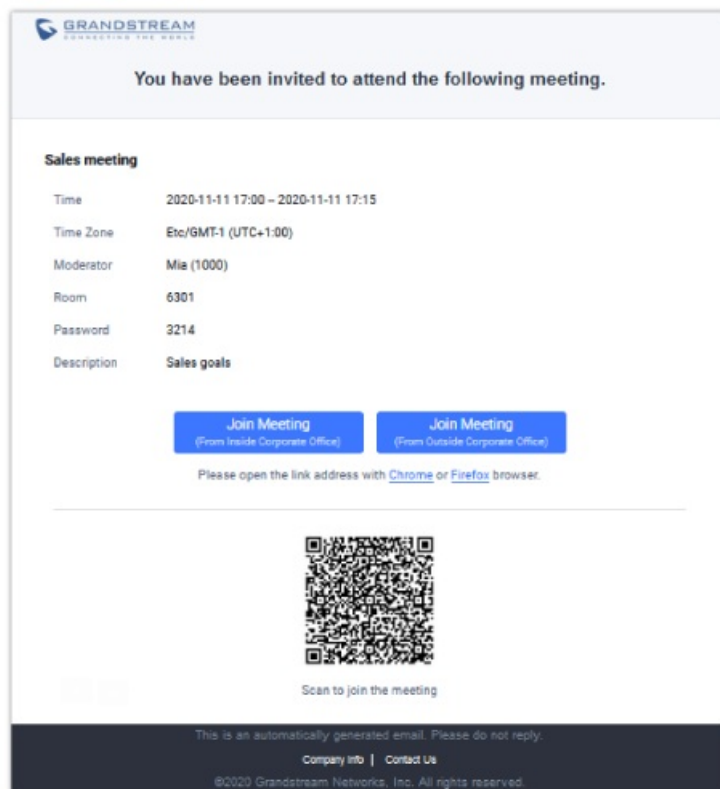 GRANDSTREAM
CONNECTING THE WORLD
You have been invited to attend the following meeting.
Sales meeting
Time 2020-11-11 17:00 – 2020-11-11 17:15
Time Zone Etc/GMT-1 (UTC+1:00)
Moderator Mia (1000)
Room 6301
Password 3214
Description Sales goals
Join Meeting Join Meeting
(From Inside Corporate Office) (From Outside Corporate Office)
Please open the link address with Chrome or Firefox browser.
Scan to join the meeting
This is an automatically generated email. Please do not reply.
Company Info | Contact Us
©2020 Grandstream Networks, Inc. All rights reserved.